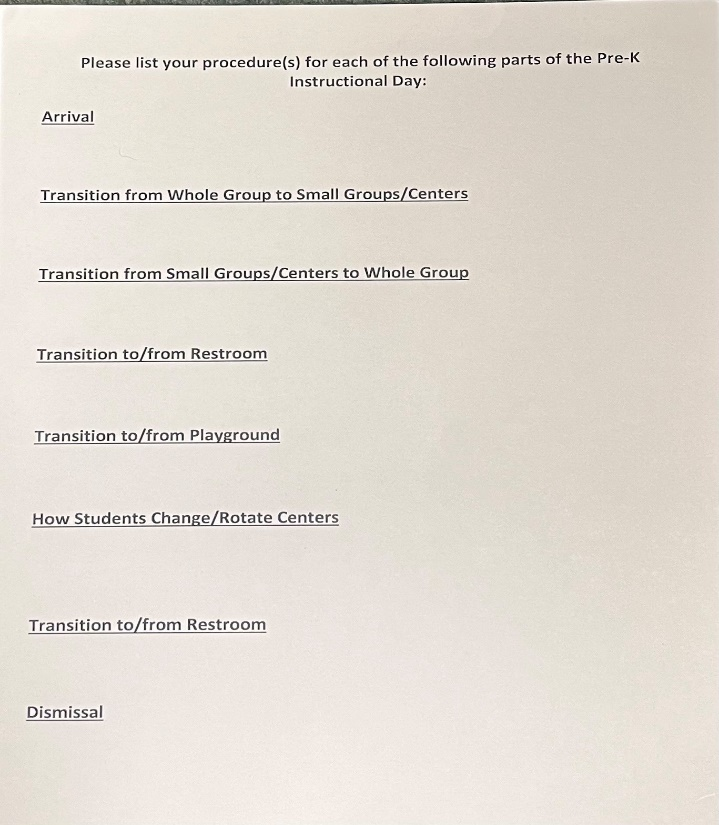 Please list your procedure(s) for each of the following parts of the Pre-K
Instructional Day:
Arrival
Transition from Whole Group to Small Groups/Centers
Transition from Small Groups/Centers to Whole Group
Transition to/from Restroom
Transition to/from Playground
How Students Change/Rotate Centers
Transition to/from Restroom
Dismissal